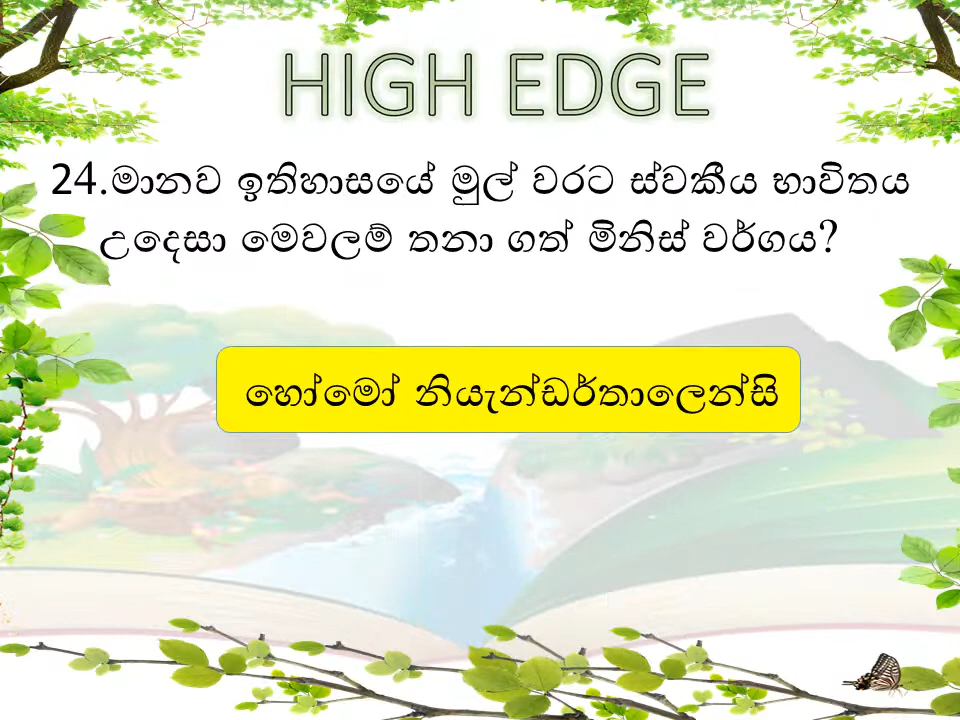 HIGH EDGE
24.මානව ඉතිහාසයේ මුල් වරට ස්වකීය භාවිතය
උදෙසා මෙවලම් තනා ගත් මිනිස් වර්ගය?
හෝමෝ නියැන්ඩර්තාලෙන්සි